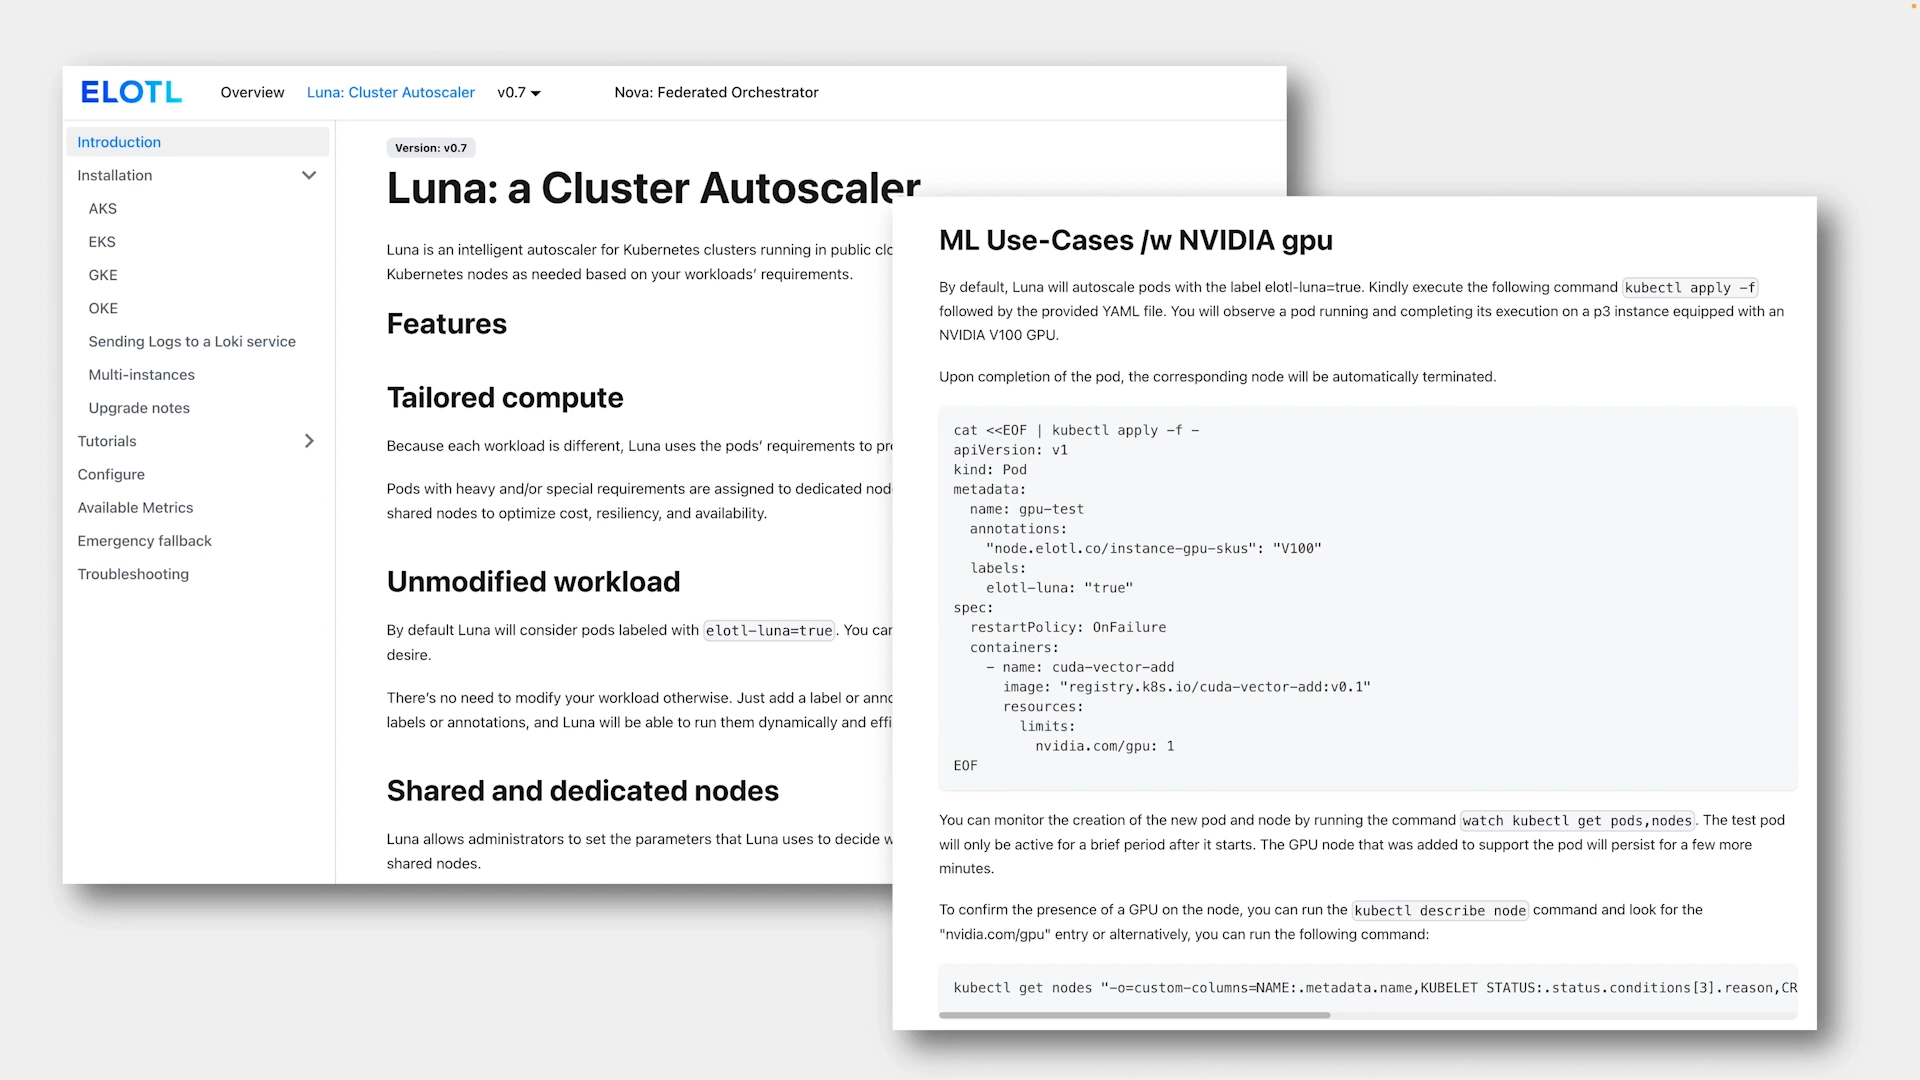 ELOTL
Overview
Luna: Cluster Autoscaler
v0.7
Nova: Federated Orchestrator
Introduction
Installation
AKS
EKS
GKE
OKE
Sending Logs to a Loki service
Multi-instances
Upgrade notes
Tutorials
Configure
Available Metrics
Emergency fallback
Troubleshooting
Version: v0.7
Luna: a Cluster Autoscaler
Luna is an intelligent autoscaler for Kubernetes clusters running in public
Kubernetes nodes as needed based on your workloads’ requirements.
Features
Tailored compute
Because each workload is different, Luna uses the pods’ requirements to
Pods with heavy and/or special requirements are assigned to dedicated
shared nodes to optimize cost, resiliency, and availability.
Unmodified workload
By default Luna will consider pods labeled with elotl-luna=true. You can
desire.
There’s no need to modify your workload otherwise. Just add a label or
labels or annotations, and Luna will be able to run them dynamically and
Shared and dedicated nodes
Luna allows administrators to set the parameters that Luna uses to decide
shared nodes.
ML Use-Cases /w NVIDIA gpu
By default, Luna will autoscale pods with the label elotl-luna=true. Kindly execute the following command kubectl apply -f
followed by the provided YAML file. You will observe a pod running and completing its execution on a p3 instance equipped with an
NVIDIA V100 GPU.
Upon completion of the pod, the corresponding node will be automatically terminated.
cat <<EOF | kubectl apply -f -
apiVersion: v1
kind: Pod
metadata:
  name: gpu-test
  annotations:
    "node.elotl.co/instance-gpu-skus": "V100"
  labels:
    elotl-luna: "true"
spec:
  restartPolicy: OnFailure
  containers:
    - name: cuda-vector-add
      image: "registry.k8s.io/cuda-vector-add:v0.1"
      resources:
        limits:
          nvidia.com/gpu: 1
EOF
You can monitor the creation of the new pod and node by running the command watch kubectl get pods,nodes. The test pod
will only be active for a brief period after it starts. The GPU node that was added to support the pod will persist for a few more
minutes.
To confirm the presence of a GPU on the node, you can run the kubectl describe node command and look for the
"nvidia.com/gpu" entry or alternatively, you can run the following command:
kubectl get nodes "-o=custom-columns=NAME:.metadata.name,KUBELET STATUS:.status.conditions[3].reason,CR